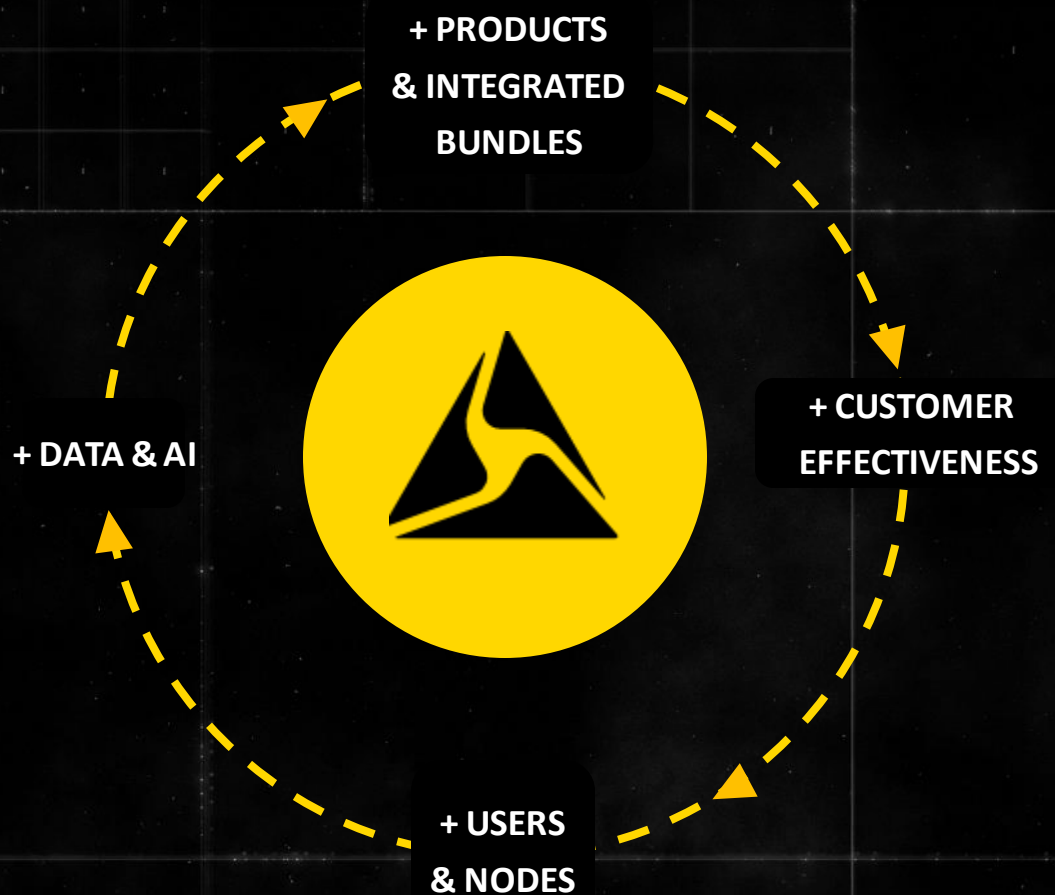 + PRODUCTS
& INTEGRATED
BUNDLES
+ CUSTOMER
EFFECTIVENESS
+ DATA & AI
+ USERS
& NODES